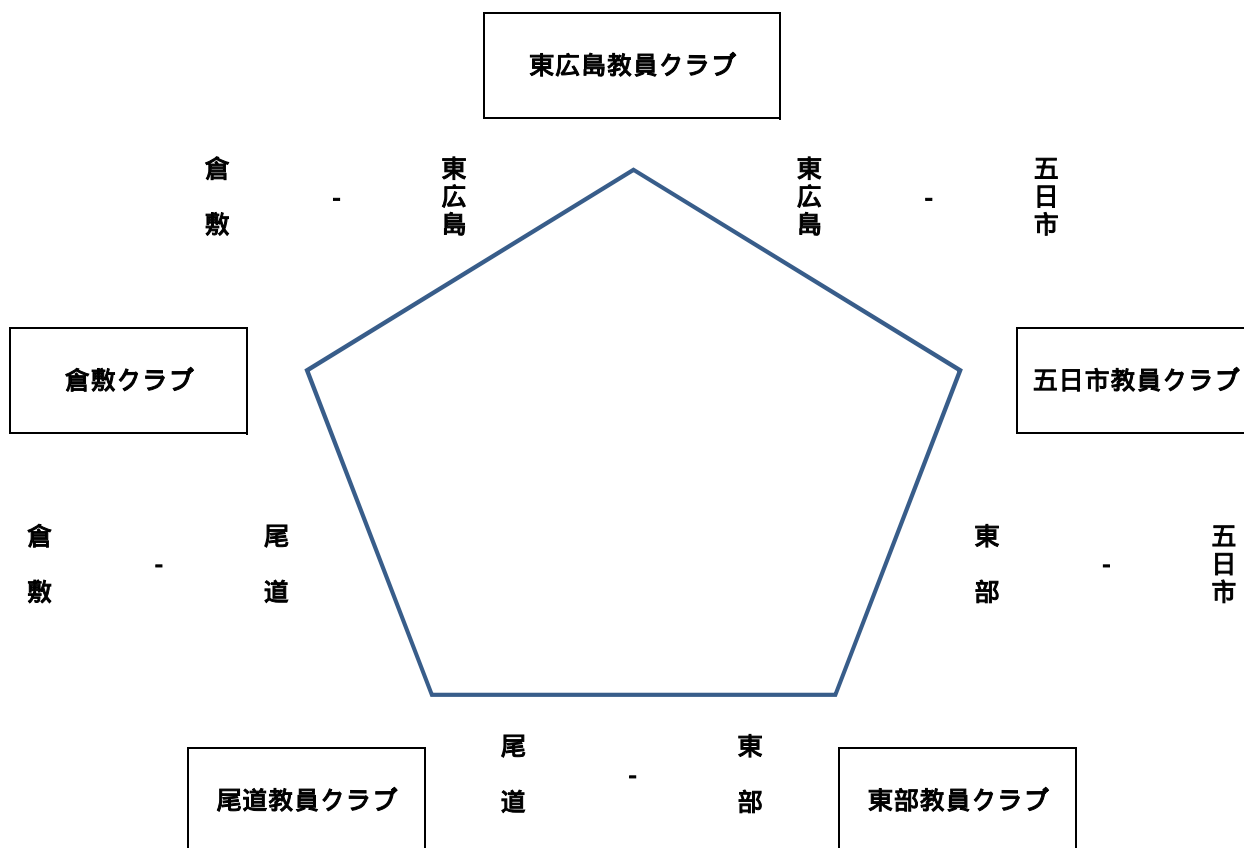 東広島教員クラブ
倉敷 - 東広島
東広島 - 五日市
倉敷クラブ
五日市教員クラブ
倉敷 - 尾道
東部 - 五日市
尾道 - 東部
尾道教員クラブ
東部教員クラブ